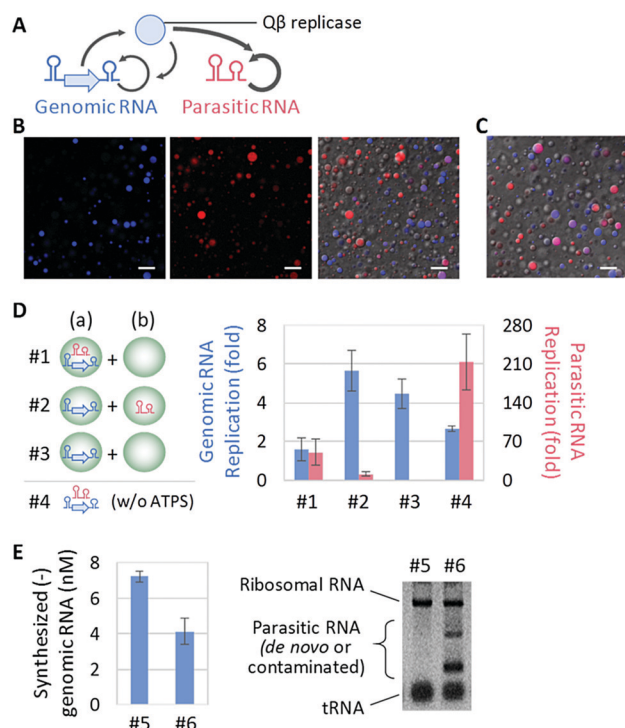 A
Qβ replicase
Genomic RNA
Parasitic RNA
B
C
D
(a)
(b)
#1
+
#2
+
#3
+
#4
(w/o ATPS)
Genomic RNA
Replication (fold)
8
6
4
2
0
280
210
140
70
0
Parasitic RNA
Replication (fold)
#1 #2 #3 #4
E
Synthesized (-)
genomic RNA (nM)
8
6
4
2
0
#5 #6
#5 #6
Ribosomal RNA
Parasitic RNA
(de novo or
contaminated)
tRNA